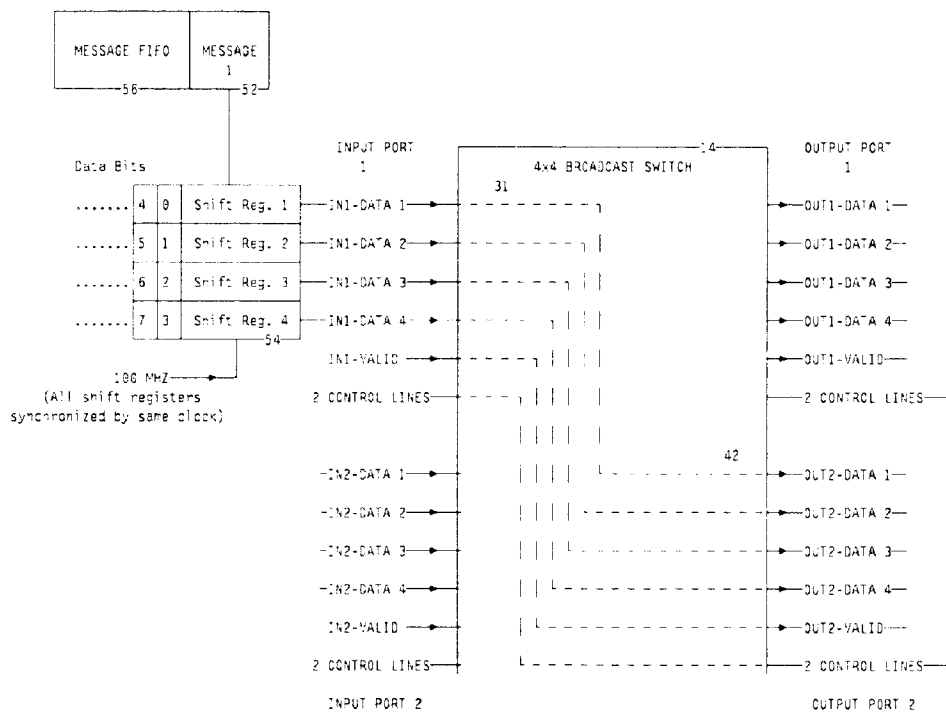 MESSAGE FIFO MESSAGE
1
56 52
INPUT PORT 14 OUTPUT PORT
Data Bits 1 4x4 BROADCAST SWITCH 1
31
....... 4 0 Shift Reg. 1 IN1-DATA 1 OUT1-DATA 1
....... 5 1 Shift Reg. 2 IN1-DATA 2 OUT1-DATA 2
....... 6 2 Shift Reg. 3 IN1-DATA 3 OUT1-DATA 3
....... 7 3 Shift Reg. 4 IN1-DATA 4 OUT1-DATA 4
54
IN1-VALID OUT1-VALID
100 MHZ
(All shift registers 2 CONTROL LINES 2 CONTROL LINES
synchronized by same clock)
42
IN2-DATA 1 OUT2-DATA 1
IN2-DATA 2 OUT2-DATA 2
IN2-DATA 3 OUT2-DATA 3
IN2-DATA 4 OUT2-DATA 4
IN2-VALID OUT2-VALID
2 CONTROL LINES 2 CONTROL LINES
INPUT PORT 2 OUTPUT PORT 2